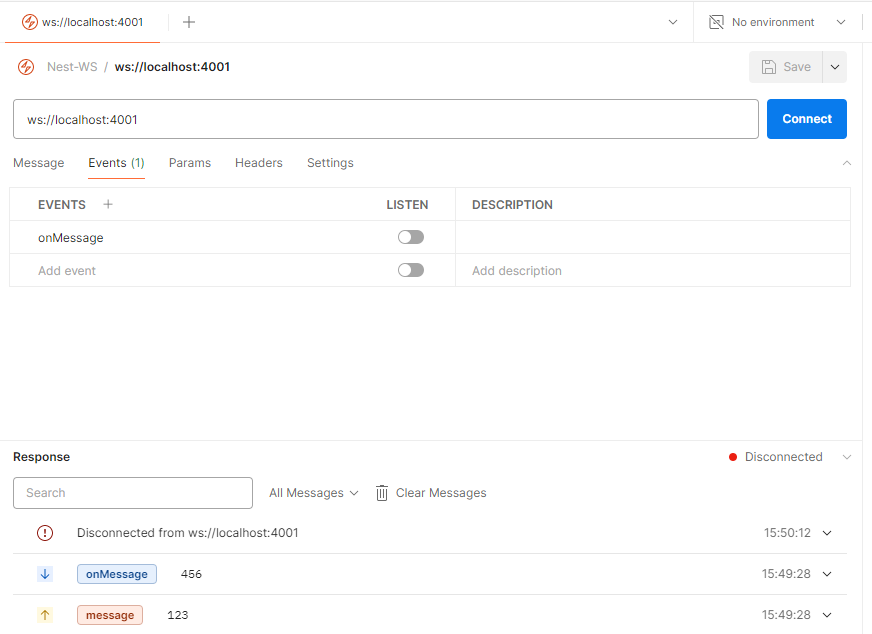 ws://localhost:4001
No environment
Nest-WS / ws://localhost:4001
Save
ws://localhost:4001
Connect
Message Events (1) Params Headers Settings
EVENTS + LISTEN DESCRIPTION
onMessage
Add event Add description
Response Disconnected
Search All Messages Clear Messages
Disconnected from ws://localhost:4001 15:50:12
onMessage 456 15:49:28
message 123 15:49:28